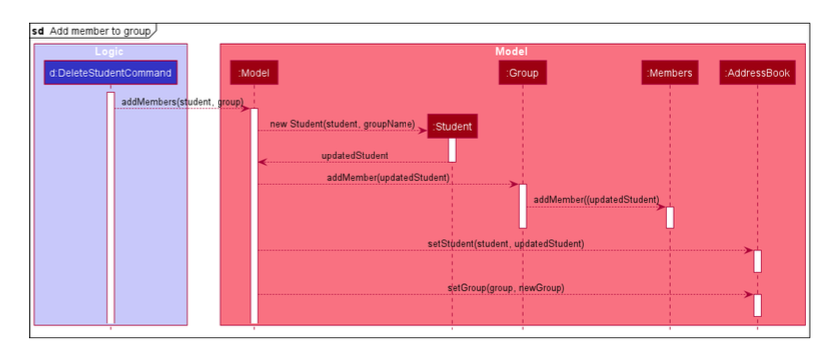 sd Add member to group
Logic
Model
d:DeleteStudentCommand
:Model
:Group
:Members
:AddressBook
addMembers(student, group)
new Student(student, groupName)
:Student
updatedStudent
addMember(updatedStudent)
addMember((updatedStudent)
setStudent(student, updatedStudent)
setGroup(group, newGroup)